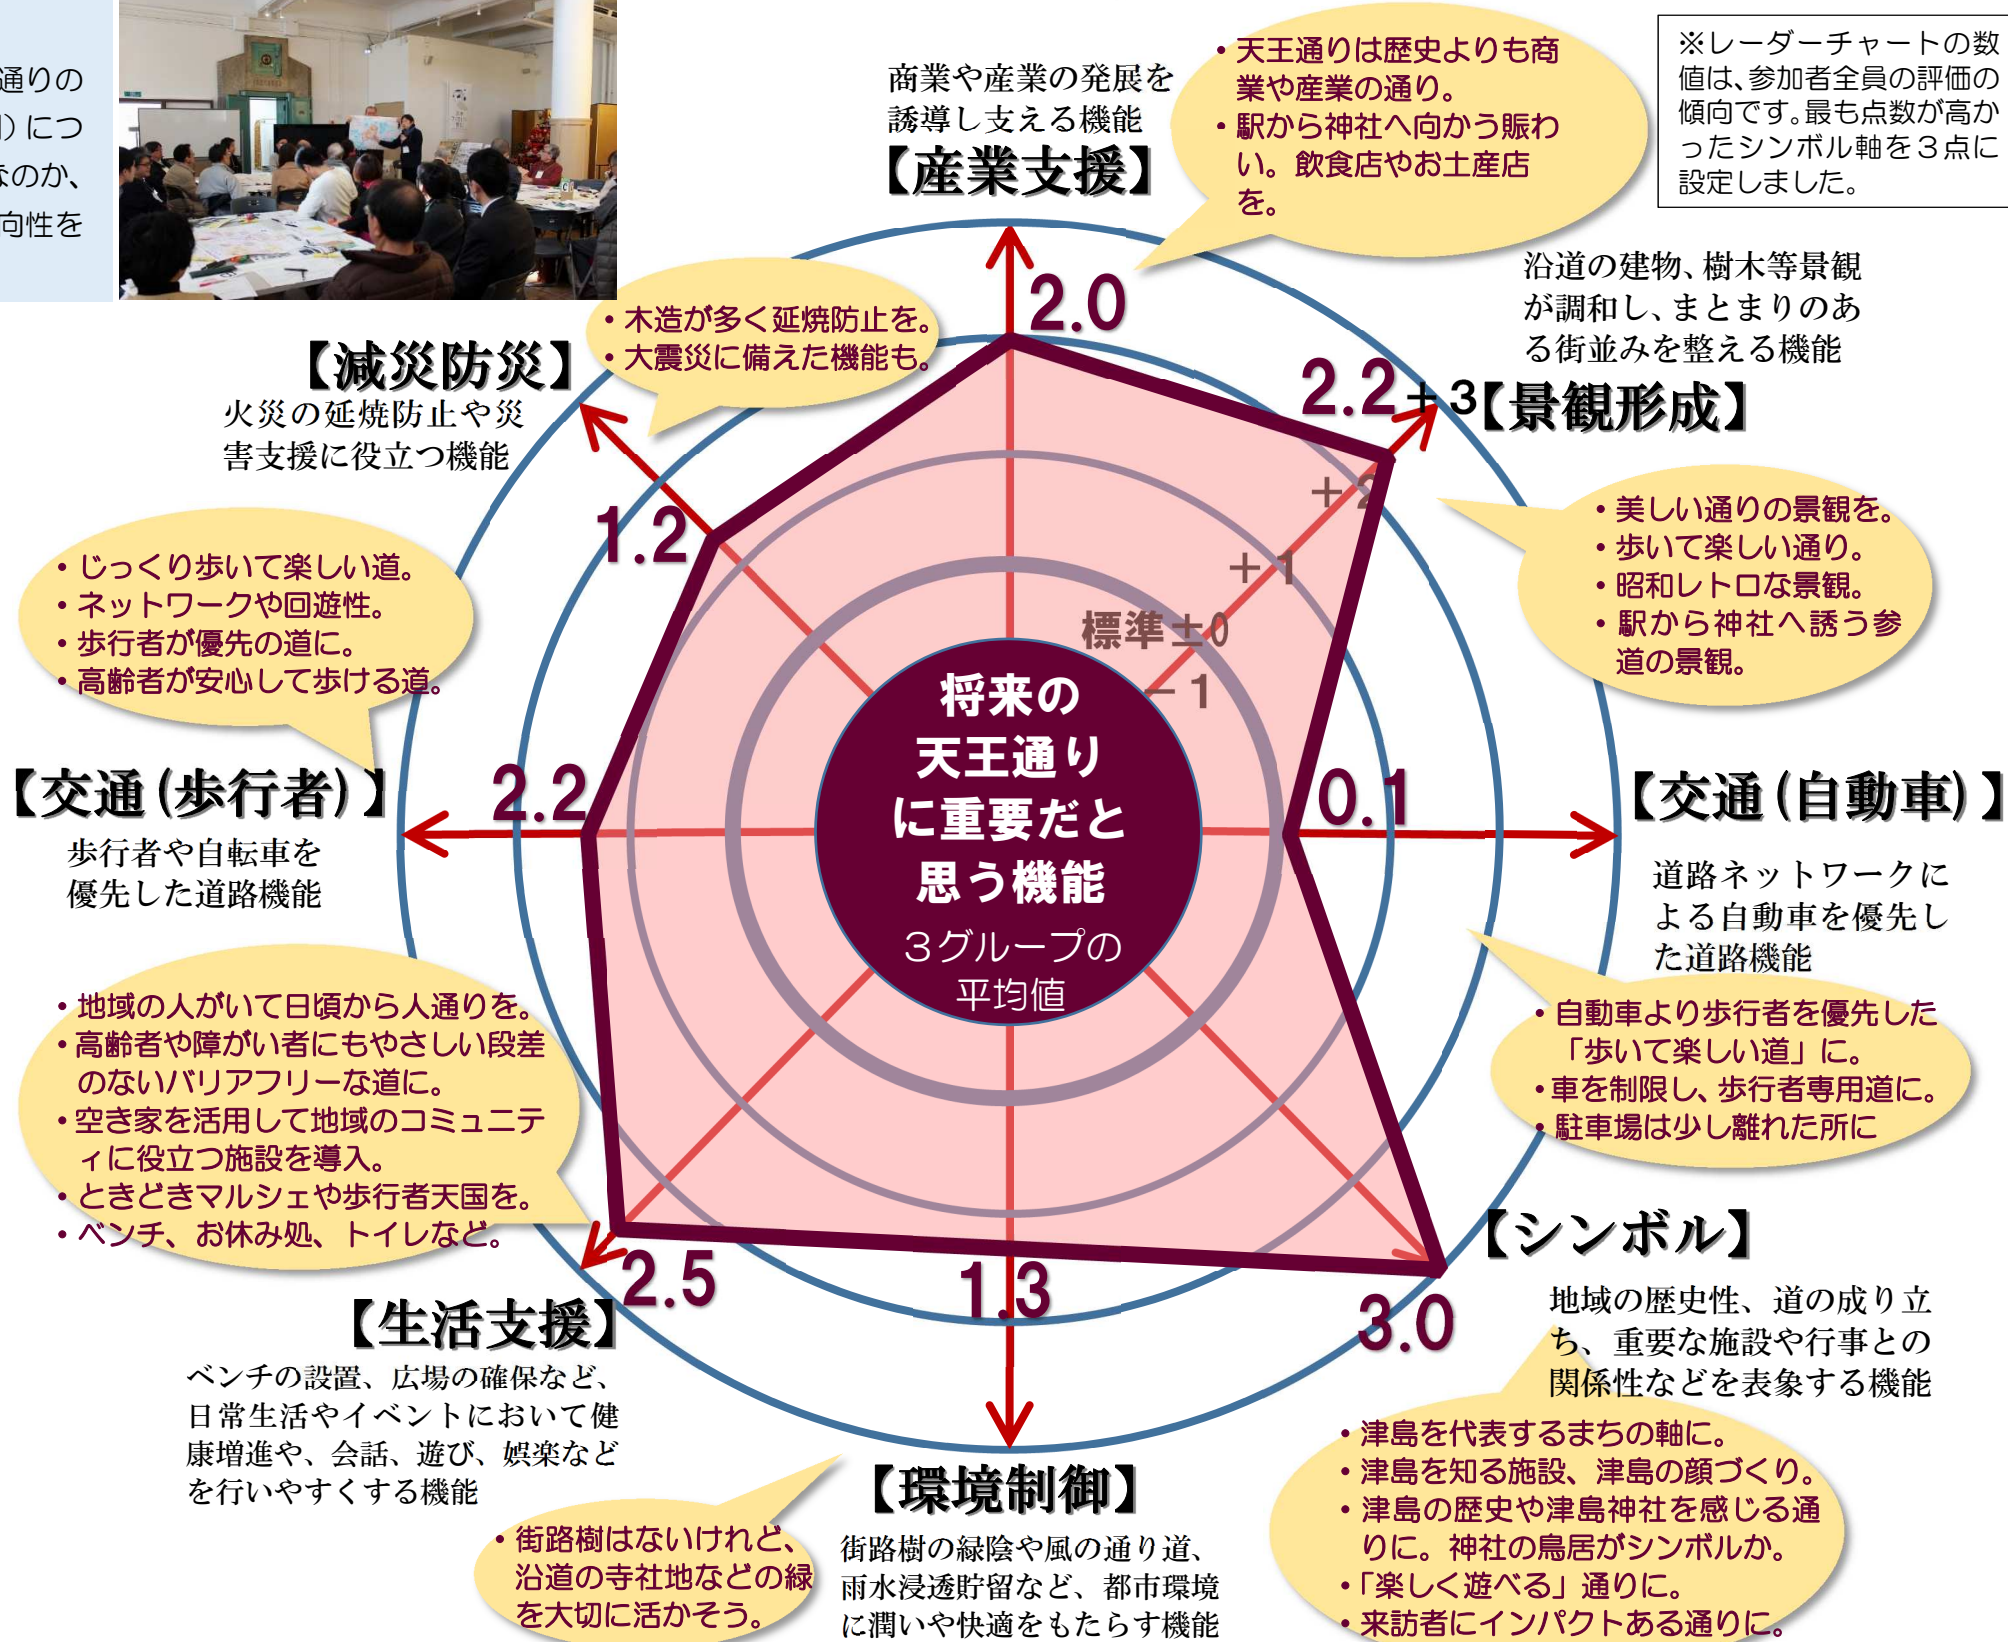 通りの
)につ
なのか、
向性を
商業や産業の発展を
誘導し支える機能
【産業支援】
・天王通りは歴史よりも商
業や産業の通り。
・駅から神社へ向かう賑わ
い。飲食店やお土産店
を。
※レーダーチャートの数
値は、参加者全員の評価の
傾向です。最も点数が高か
ったシンボル軸を３点に
設定しました。
沿道の建物、樹木等景観
が調和し、まとまりのあ
る街並みを整える機能
【景観形成】
2.0
2.2
+3
+2
+1
標準±0
－1
・木造が多く延焼防止を。
・大震災に備えた機能も。
【減災防災】
火災の延焼防止や災
害支援に役立つ機能
1.2
・美しい通りの景観を。
・歩いて楽しい通り。
・昭和レトロな景観。
・駅から神社へ誘う参
道の景観。
・じっくり歩いて楽しい道。
・ネットワークや回遊性。
・歩行者が優先の道に。
・高齢者が安心して歩ける道。
将来の
天王通り
に重要だと
思う機能
３グループの
平均値
【交通(歩行者)】
2.2
歩行者や自転車を
優先した道路機能
0.1
【交通(自動車)】
道路ネットワークに
よる自動車を優先し
た道路機能
・自動車より歩行者を優先した
「歩いて楽しい道」に。
・車を制限し、歩行者専用道に。
・駐車場は少し離れた所に
・地域の人がいて日頃から人通りを。
・高齢者や障がい者にもやさしい段差
のないバリアフリーな道に。
・空き家を活用して地域のコミュニテ
ィに役立つ施設を導入。
・ときどきマルシェや歩行者天国を。
・ベンチ、お休み処、トイレなど。
2.5
【生活支援】
ベンチの設置、広場の確保など、
日常生活やイベントにおいて健
康増進や、会話、遊び、娯楽など
を行いやすくする機能
1.3
【環境制御】
街路樹の緑陰や風の通り道、
雨水浸透貯留など、都市環境
に潤いや快適をもたらす機能
・街路樹はないけれど、
沿道の寺社地などの緑
を大切に活かそう。
3.0
【シンボル】
地域の歴史性、道の成り立
ち、重要な施設や行事との
関係性などを表象する機能
・津島を代表するまちの軸に。
・津島を知る施設、津島の顔づくり。
・津島の歴史や津島神社を感じる通
りに。神社の鳥居がシンボルか。
・「楽しく遊べる」通りに。
・来訪者にインパクトある通りに。